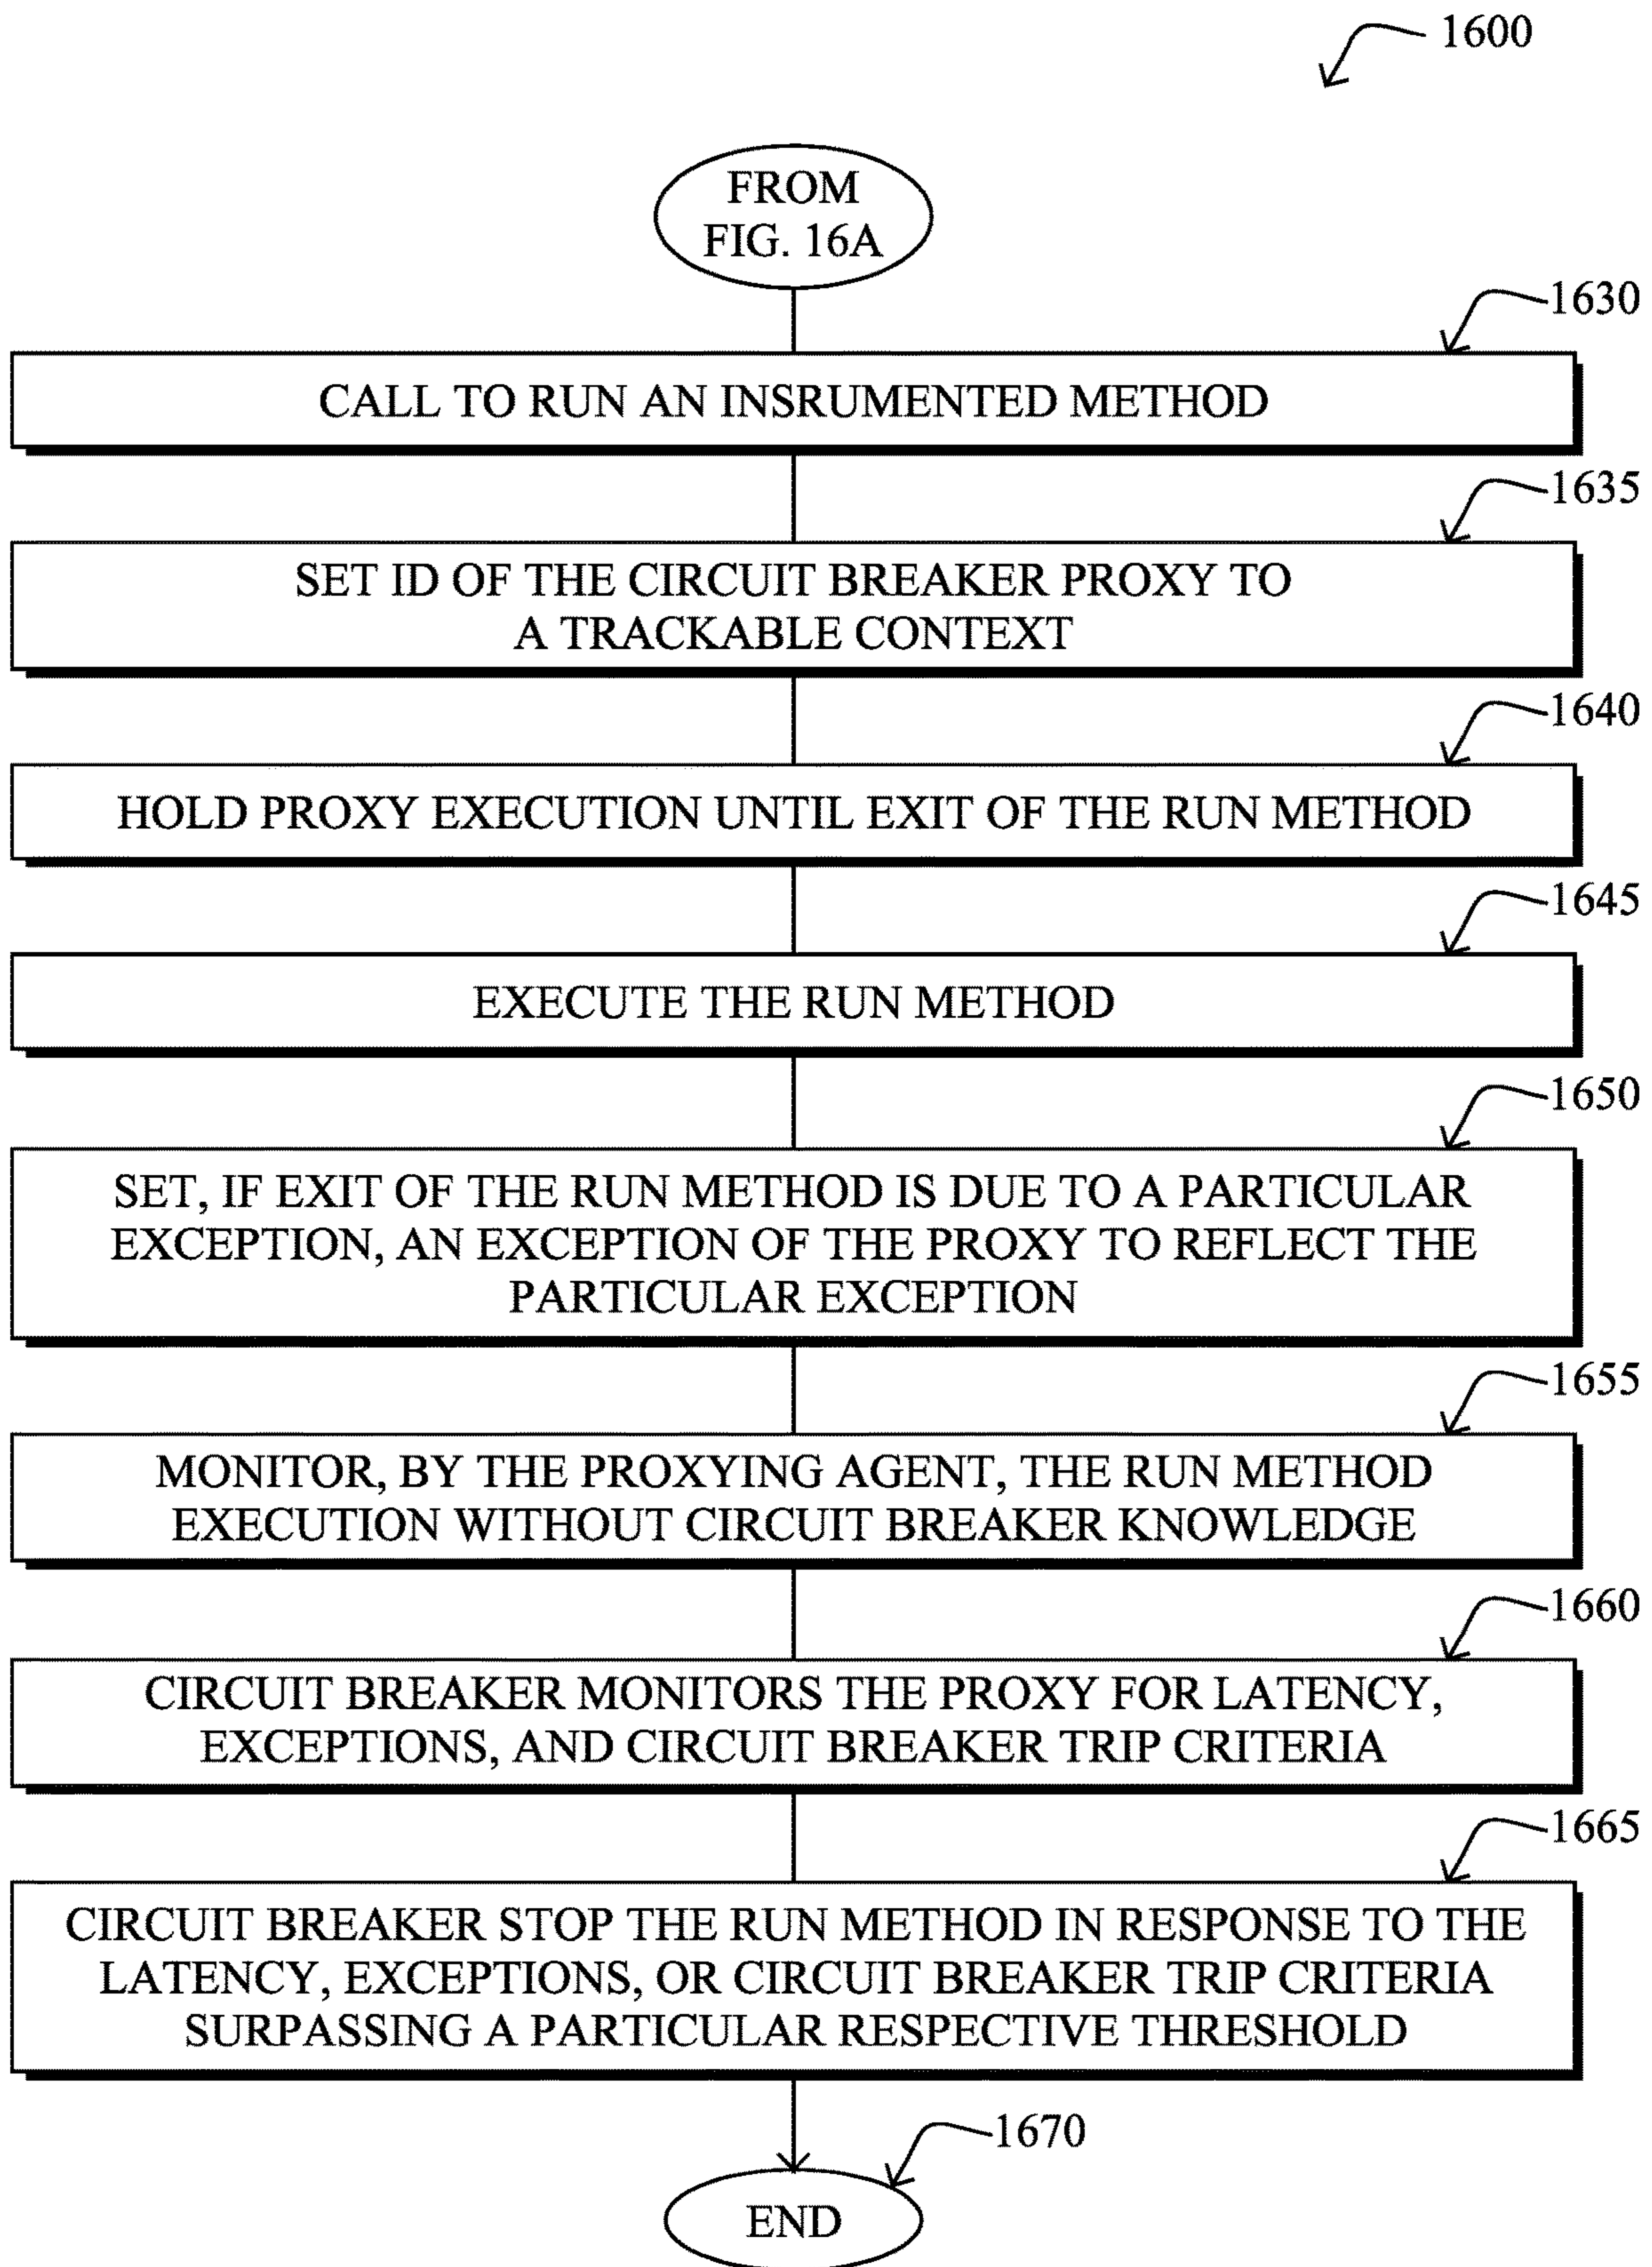 1600
FROM
FIG. 16A
1630
CALL TO RUN AN INSRUMENTED METHOD
1635
SET ID OF THE CIRCUIT BREAKER PROXY TO
A TRACKABLE CONTEXT
1640
HOLD PROXY EXECUTION UNTIL EXIT OF THE RUN METHOD
1645
EXECUTE THE RUN METHOD
1650
SET, IF EXIT OF THE RUN METHOD IS DUE TO A PARTICULAR
EXCEPTION, AN EXCEPTION OF THE PROXY TO REFLECT THE
PARTICULAR EXCEPTION
1655
MONITOR, BY THE PROXYING AGENT, THE RUN METHOD
EXECUTION WITHOUT CIRCUIT BREAKER KNOWLEDGE
1660
CIRCUIT BREAKER MONITORS THE PROXY FOR LATENCY,
EXCEPTIONS, AND CIRCUIT BREAKER TRIP CRITERIA
1665
CIRCUIT BREAKER STOP THE RUN METHOD IN RESPONSE TO THE
LATENCY, EXCEPTIONS, OR CIRCUIT BREAKER TRIP CRITERIA
SURPASSING A PARTICULAR RESPECTIVE THRESHOLD
1670
END